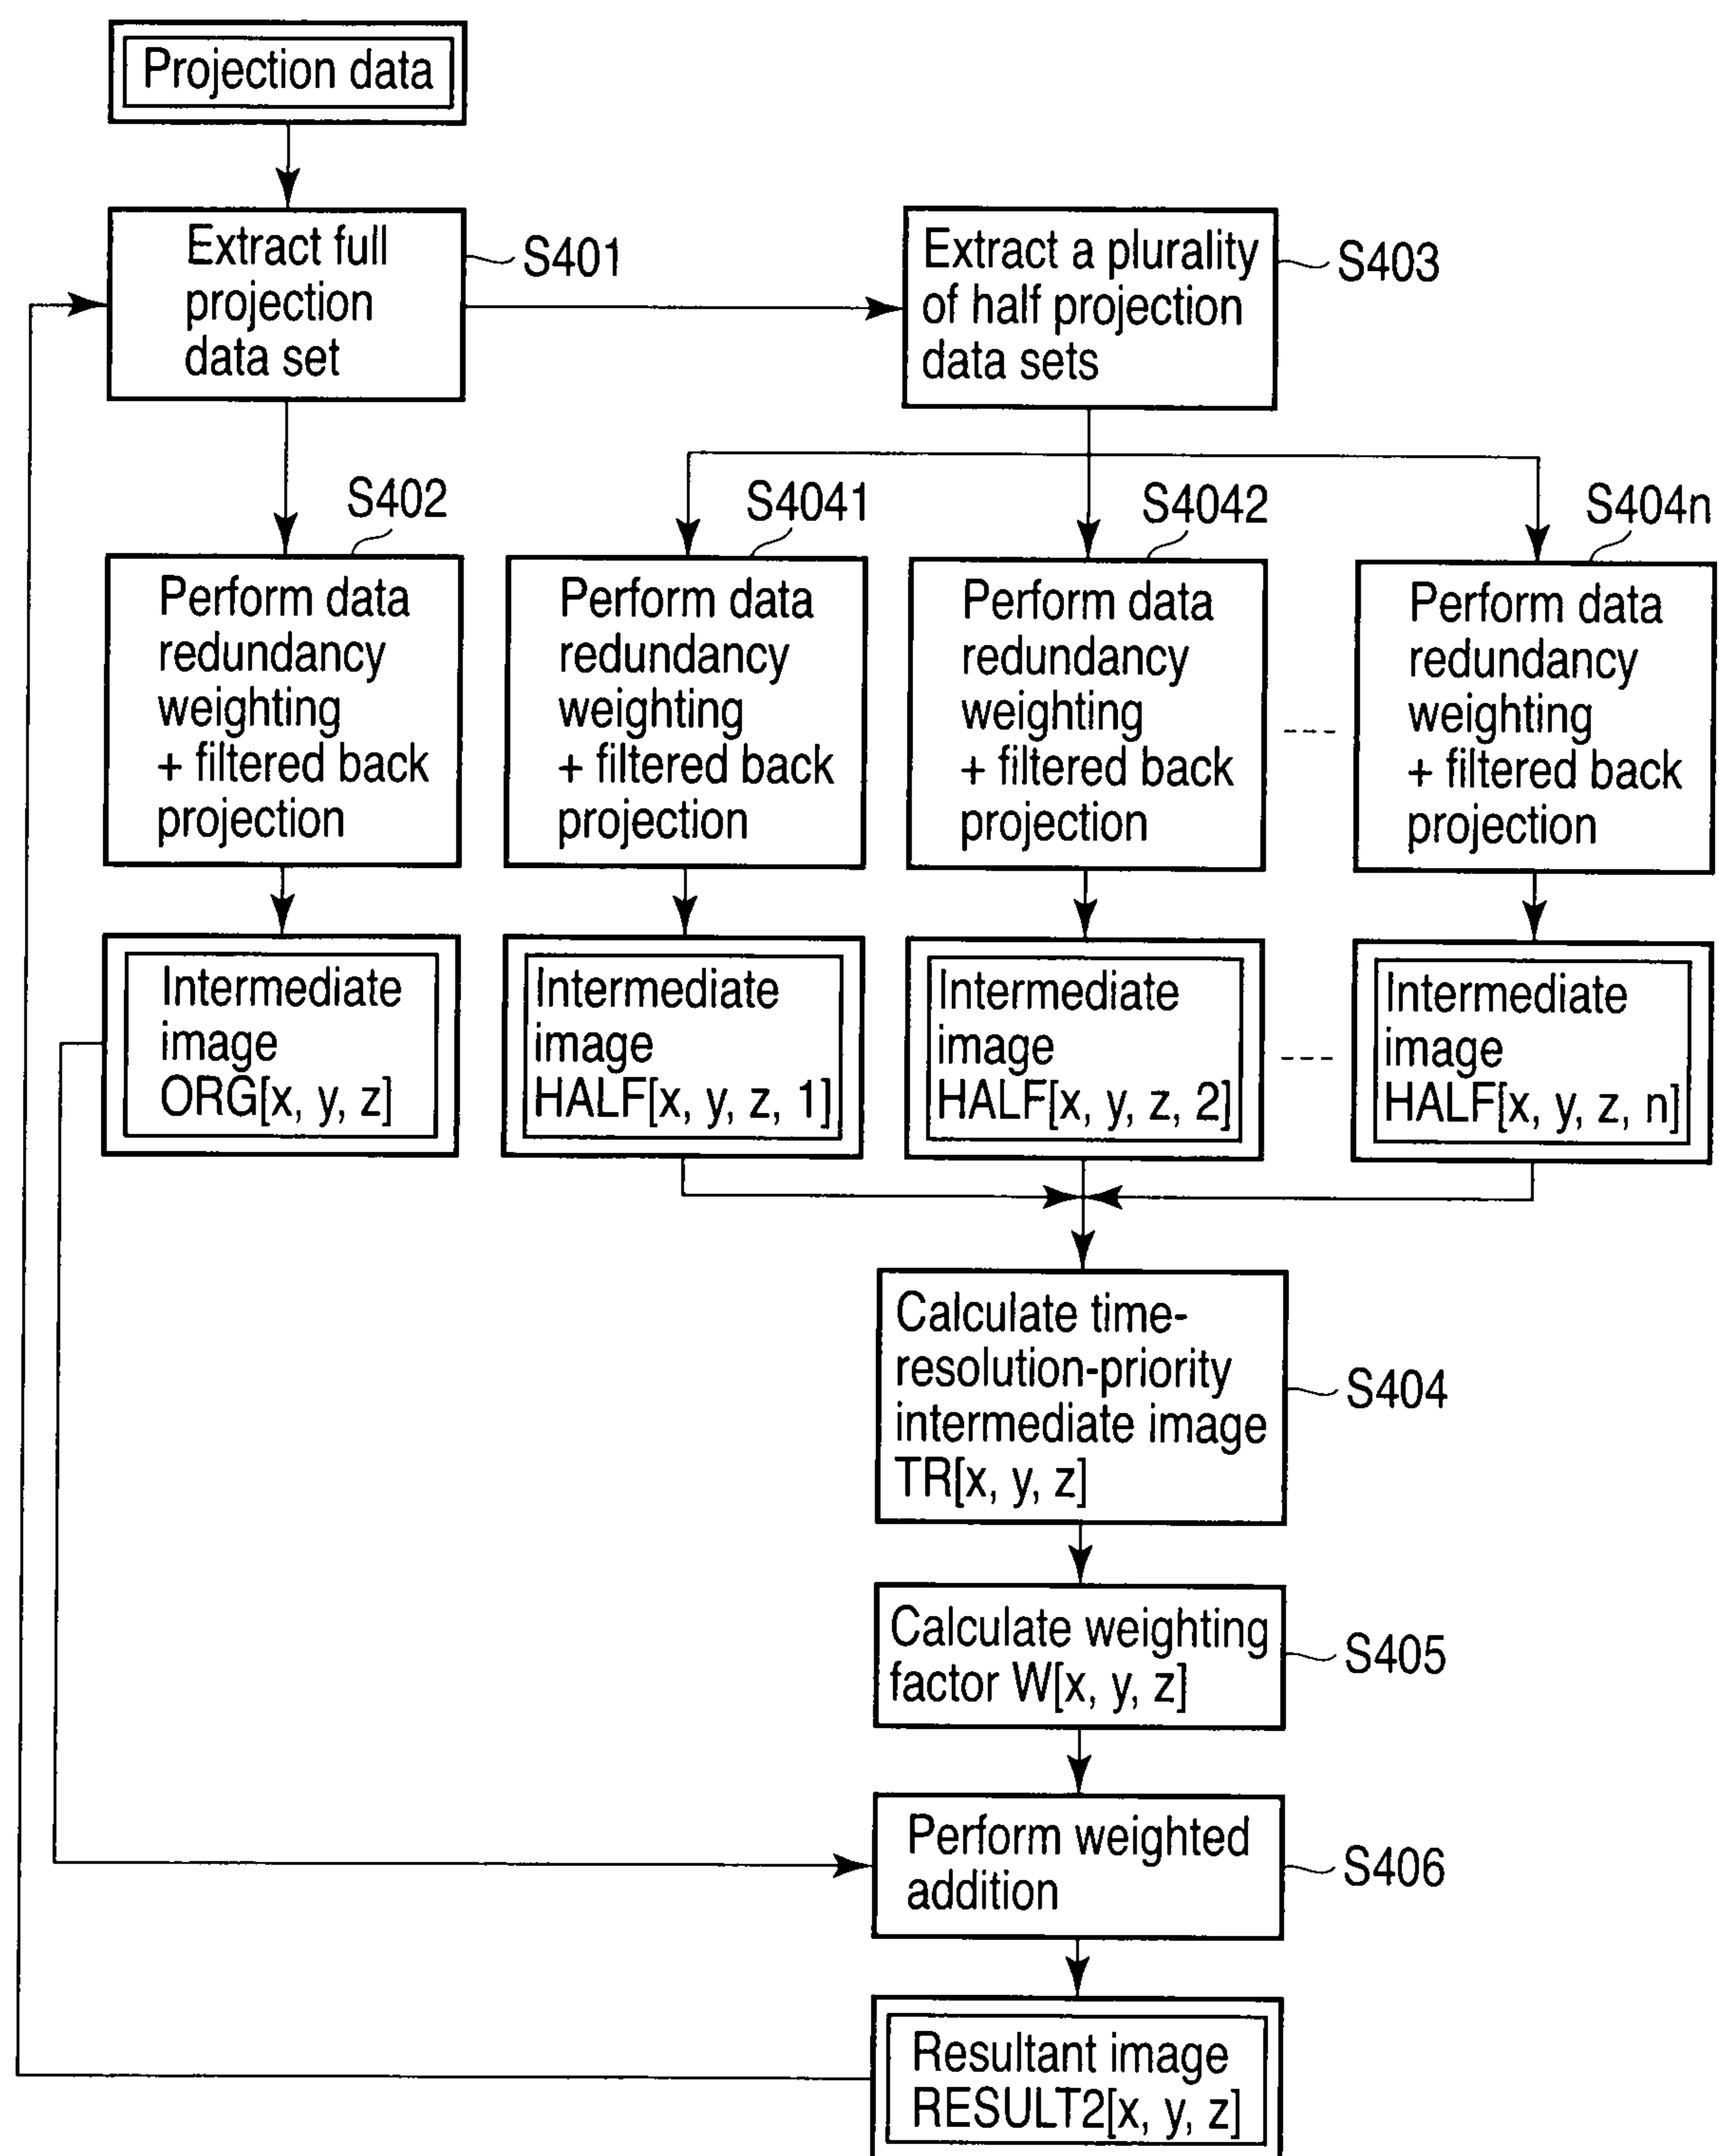 Projection data
Extract full
projection
data set
S401
Extract a plurality
of half projection
data sets
S403
S402
S4041
S4042
S404n
Perform data
redundancy
weighting
+ filtered back
projection
Perform data
redundancy
weighting
+ filtered back
projection
Perform data
redundancy
weighting
+ filtered back
projection
Perform data
redundancy
weighting
+ filtered back
projection
Intermediate
image
ORG[x, y, z]
Intermediate
image
HALF[x, y, z, 1]
Intermediate
image
HALF[x, y, z, 2]
Intermediate
image
HALF[x, y, z, n]
Calculate time-
resolution-priority
intermediate image
TR[x, y, z]
S404
Calculate weighting
factor W[x, y, z]
S405
Perform weighted
addition
S406
Resultant image
RESULT2[x, y, z]